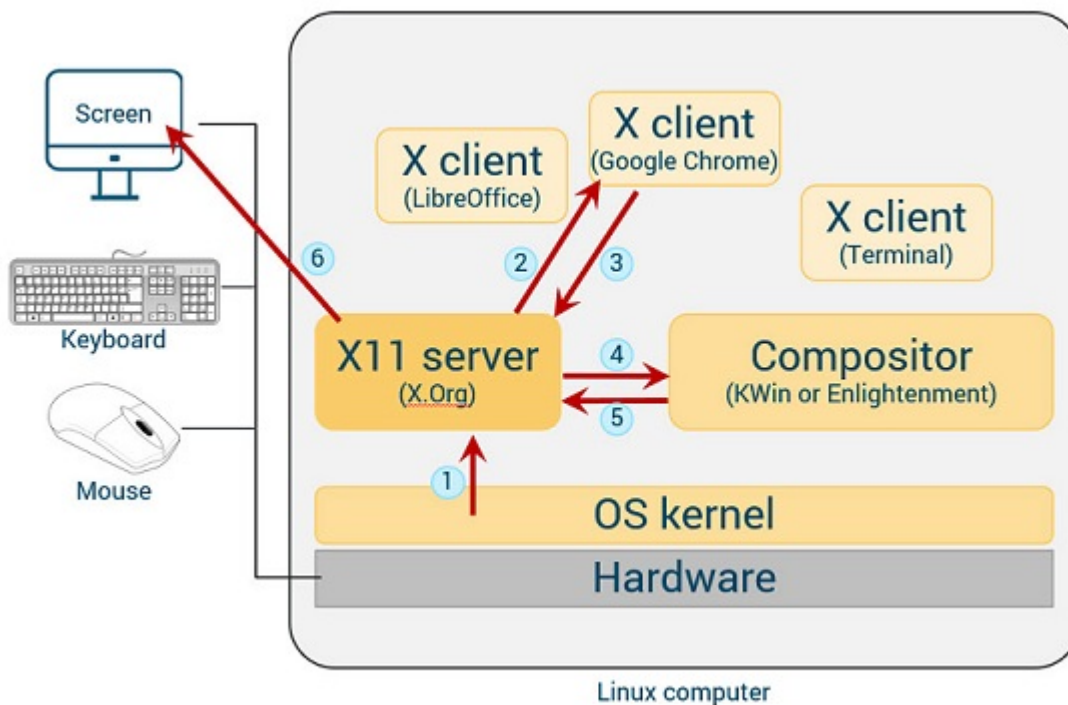 Screen
X client
(Google Chrome)
X client
(LibreOffice)
X client
(Terminal)
6
2
3
Keyboard
X11 server
(X.Org)
4
5
Compositor
(KWin or Enlightenment)
Mouse
1
OS kernel
Hardware
Linux computer